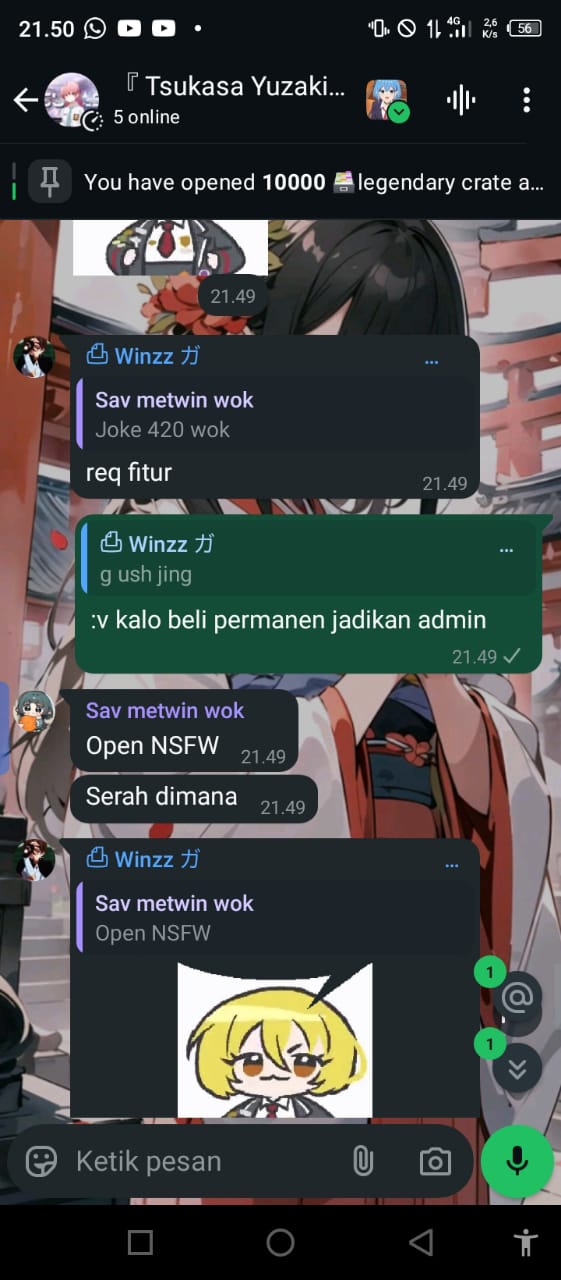 21.50
4G
2,6
K/s
56
『 Tsukasa Yuzaki...
5 online
You have opened 10000 🗃️legendary crate a...
21.49
凸 Winzz ガ
...
Sav metwin wok
Joke 420 wok
req fitur
21.49
凸 Winzz ガ
...
g ush jing
:v kalo beli permanen jadikan admin
21.49
Sav metwin wok
Open NSFW
21.49
Serah dimana
21.49
凸 Winzz ガ
...
Sav metwin wok
Open NSFW
1
@
1
Ketik pesan